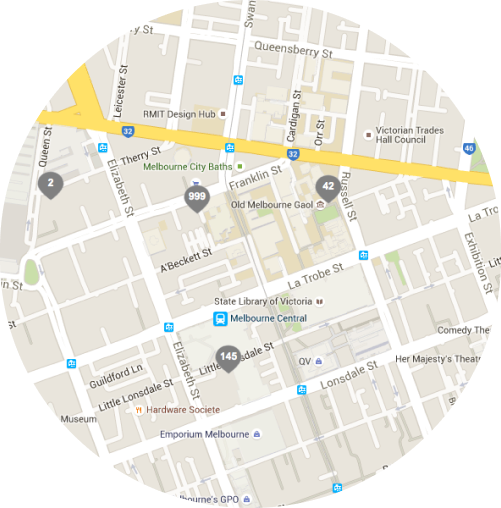 y St
Swan
Queensberry St
Leicester St
RMIT Design Hub
Cardigan St
Orr St
Victorian Trades
Hall Council
32
Queen St
Therry St
32
46
Melbourne City Baths
Elizabeth St
Franklin St
Russell St
2
999
42
Old Melbourne Gaol
La Tro
A'Beckett St
Exhibition St
La Trobe St
in St
State Library of Victoria
Melbourne Central
Comedy The
145
Little Lonsdale St
Elizabeth St
QV
Her Majesty's Theatre
Guildford Ln
Lonsdale St
Little Lonsdale St
Hardware Societe
Museum
Emporium Melbourne
lbourne's GPO